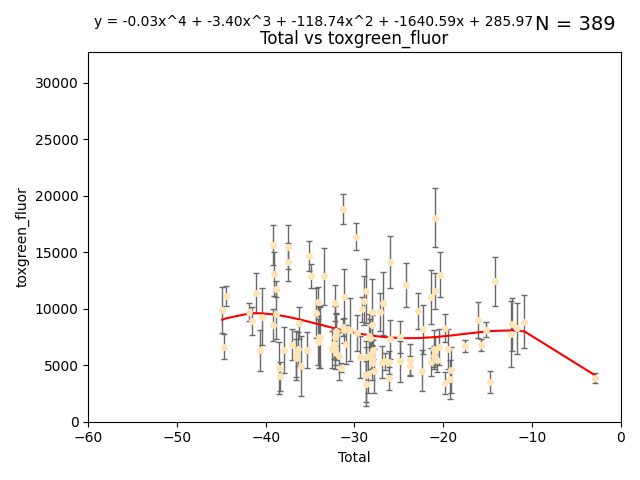 y = -0.03x^4 + -3.40x^3 + -118.74x^2 + -1640.59x + 285.97 N = 389
Total vs toxgreen_fluor
30000
25000
20000
15000
10000
5000
0
toxgreen_fluor
−60 −50 −40 −30 −20 −10 0
Total